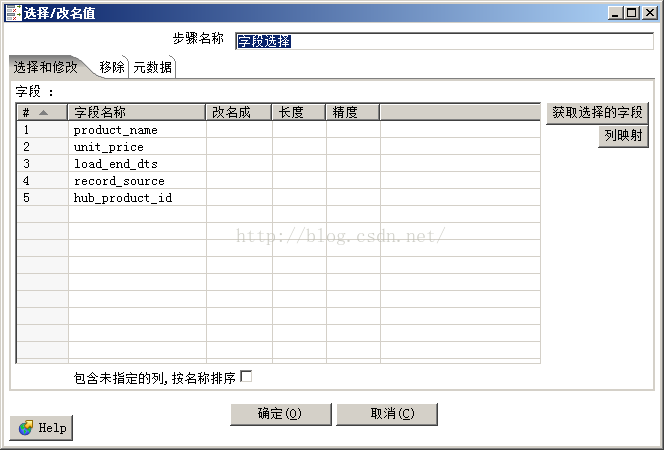 选择/改名值
步骤名称 字段选择
选择和修改 移除 元数据
字段 :
# 字段名称 改名成 长度 精度
获取选择的字段
列映射
1 product_name
2 unit_price
3 load_end_dts
4 record_source
5 hub_product_id
http://blog.csdn.net/
包含未指定的列,按名称排序
确定(O) 取消(C)
Help